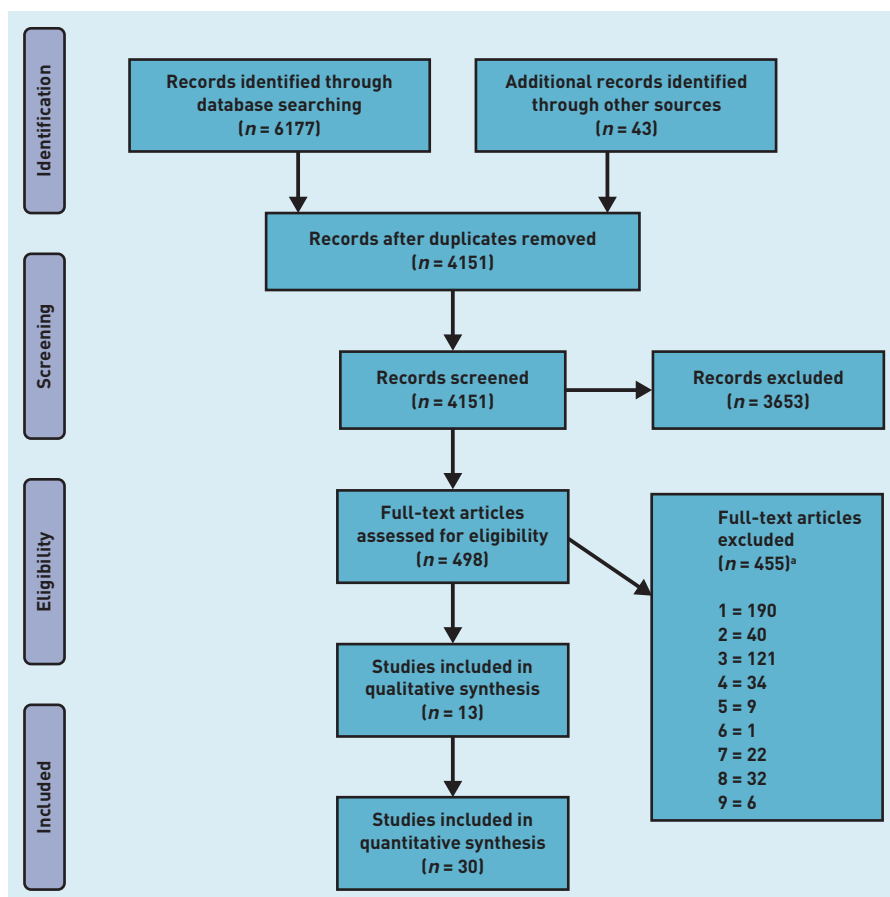 Identification
Records identified through
database searching
(n = 6177)
Additional records identified
through other sources
(n = 43)
Records after duplicates removed
(n = 4151)
Screening
Records screened
(n = 4151)
Records excluded
(n = 3653)
Eligibility
Full-text articles
assessed for eligibility
(n = 498)
Full-text articles
excluded
(n = 455)ᵃ
1 = 190
2 = 40
3 = 121
4 = 34
5 = 9
6 = 1
7 = 22
8 = 32
9 = 6
Studies included in
qualitative synthesis
(n = 13)
Included
Studies included in
quantitative synthesis
(n = 30)